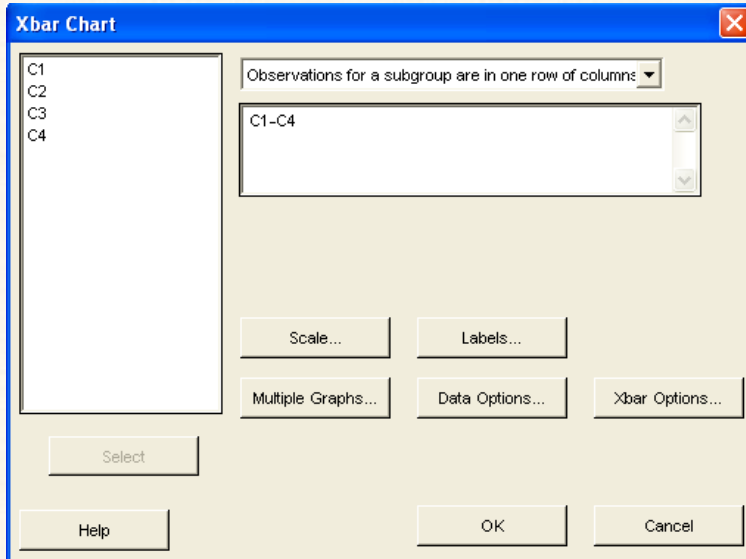 Xbar Chart
C1
C2
C3
C4
Observations for a subgroup are in one row of columns
C1-C4
Scale...
Labels...
Multiple Graphs...
Data Options...
Xbar Options...
Select
Help
OK
Cancel